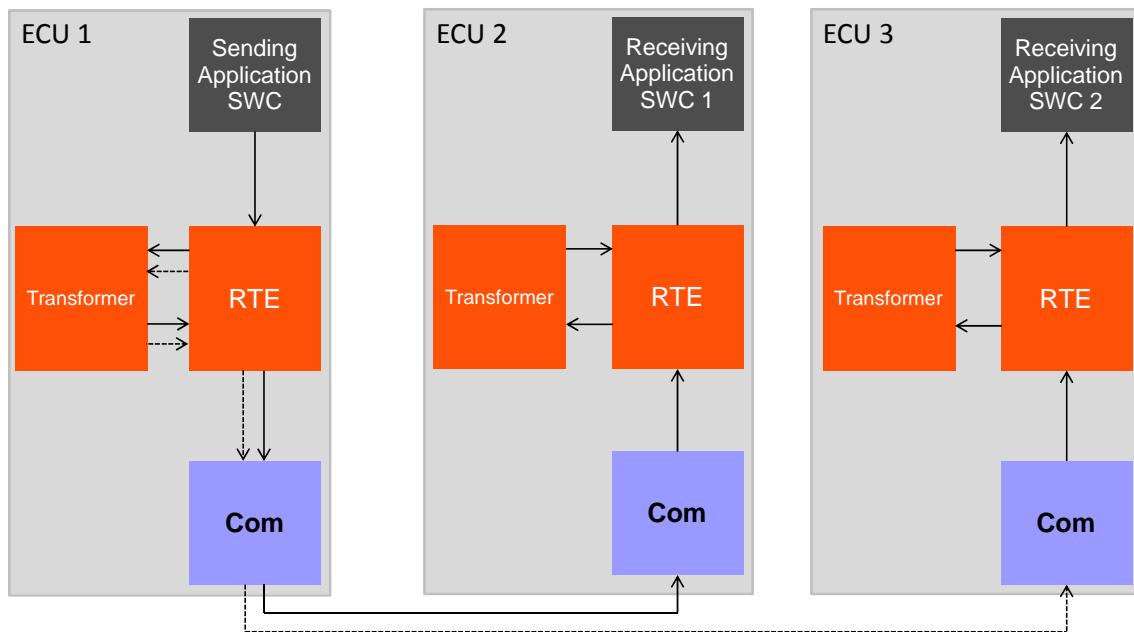 ECU 1
Sending
Application
SWC
Transformer
RTE
Com
ECU 2
Receiving
Application
SWC 1
Transformer
RTE
Com
ECU 3
Receiving
Application
SWC 2
Transformer
RTE
Com